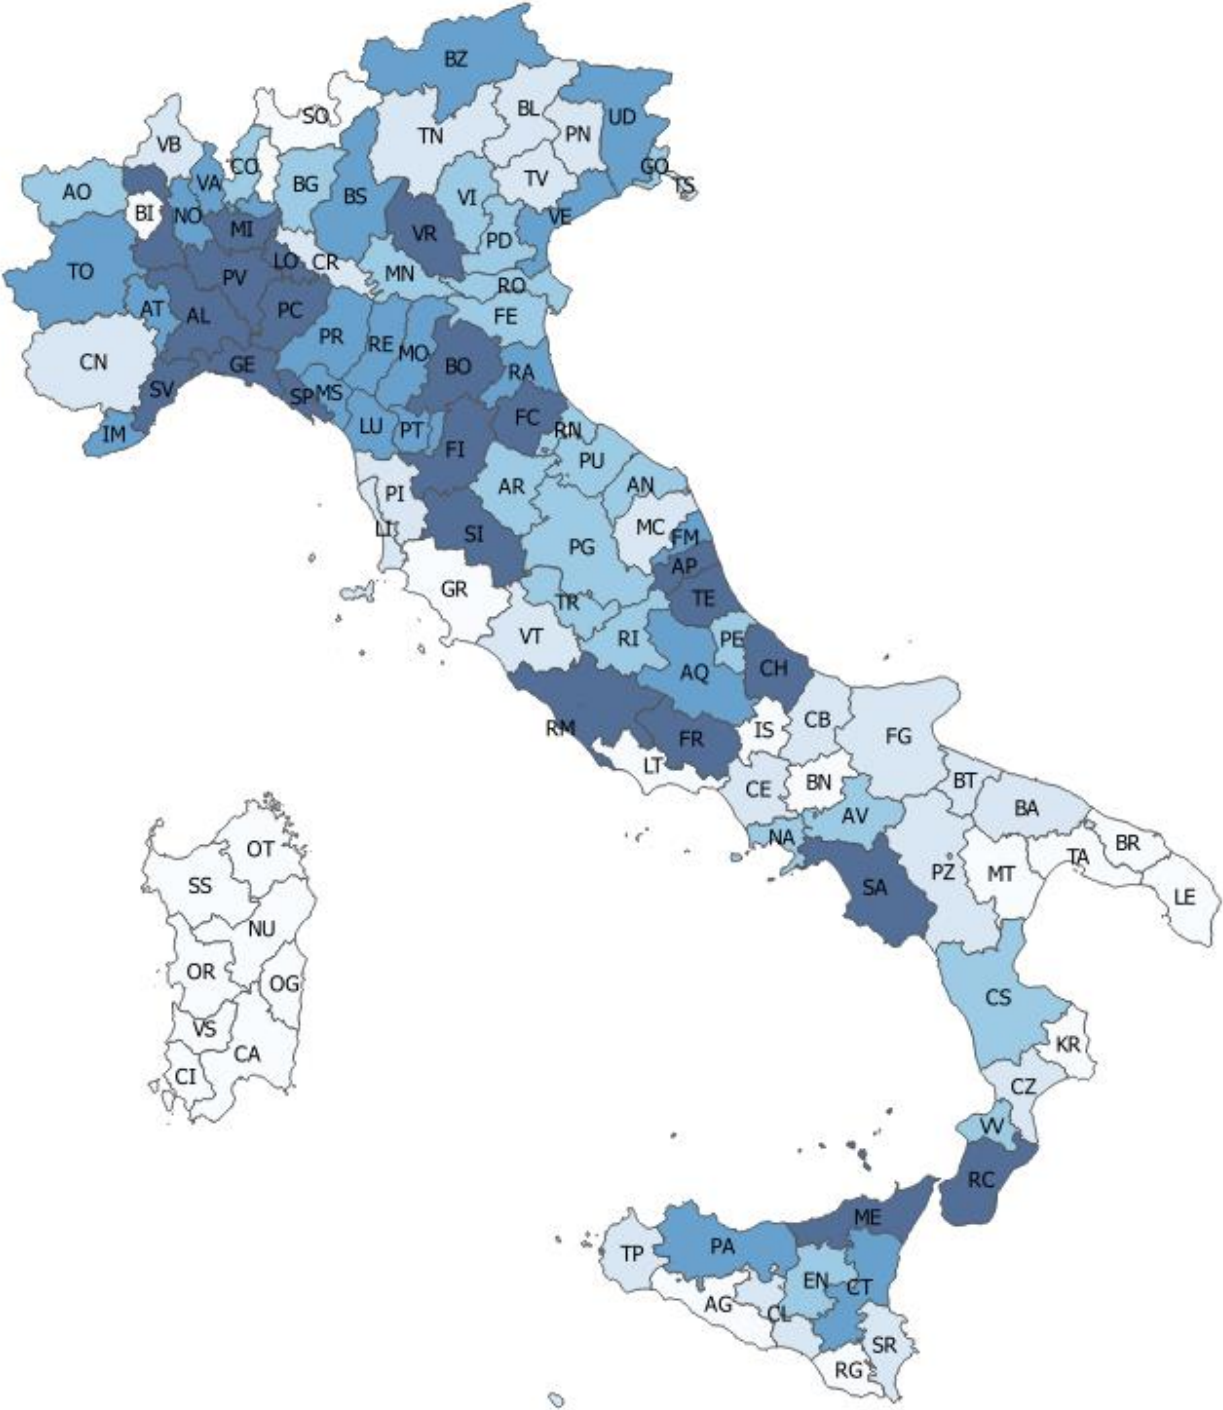 BZ
BL
UD
SO
TN
PN
VB
GO
CO
VA
BG
TV
TS
AO
BS
VI
BI
NO
VE
MI
VR
PD
LO
CR
TO
PV
MN
RO
AT
AL
PC
FE
PR
RE
MO
CN
GE
BO
RA
SV
SP
MS
FC
IM
LU
PT
RN
FI
PU
AR
AN
PI
LI
SI
MC
FM
PG
AP
GR
TR
TE
VT
RI
PE
AQ
CH
RM
FR
IS
CB
FG
LT
CE
BN
BT
AV
BA
NA
BR
OT
TA
SS
SA
PZ
MT
LE
NU
OR
OG
CS
VS
CA
KR
CI
CZ
VV
RC
ME
TP
PA
EN
CT
AG
CL
SR
RG